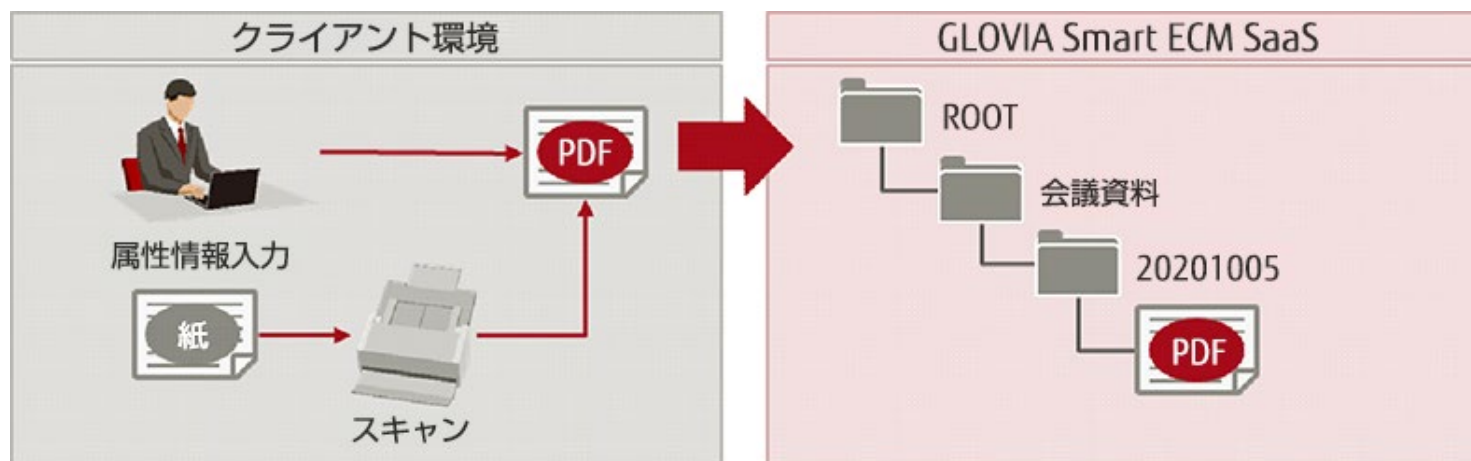 クライアント環境
PDF
属性情報入力
紙
スキャン
GLOVIA Smart ECM SaaS
ROOT
会議資料
20201005
PDF